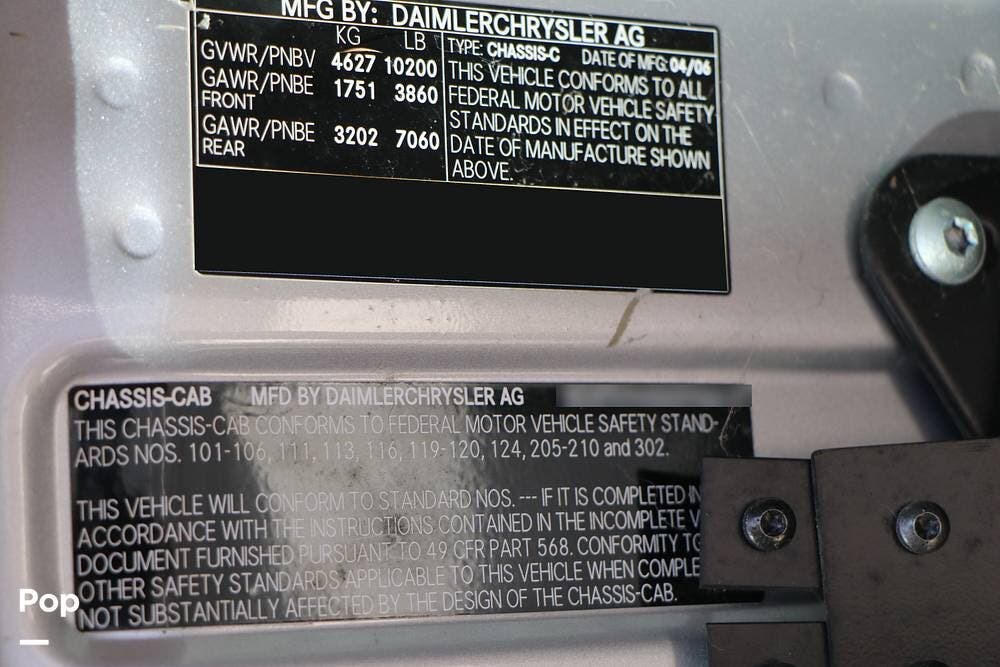 MFG BY: DAIMLERCHRYSLER AG
KG LB
GVWR/PNBV 4627 10200
GAWR/PNBE 1751 3860
FRONT
GAWR/PNBE 3202 7060
REAR
TYPE: CHASSIS-C DATE OF MFG: 04/06
THIS VEHICLE CONFORMS TO ALL
FEDERAL MOTOR VEHICLE SAFETY
STANDARDS IN EFFECT ON THE
DATE OF MANUFACTURE SHOWN
ABOVE.
CHASSIS-CAB MFD BY DAIMLERCHRYSLER AG
THIS CHASSIS-CAB CONFORMS TO FEDERAL MOTOR VEHICLE SAFETY STAND-
ARDS NOS. 101-106, 111, 113, 116, 119-120, 124, 205-210 and 302.
THIS VEHICLE WILL CONFORM TO STANDARD NOS. --- IF IT IS COMPLETED IN
ACCORDANCE WITH THE INSTRUCTIONS CONTAINED IN THE INCOMPLETE V
DOCUMENT FURNISHED PURSUANT TO 49 CFR PART 568. CONFORMITY TO
OTHER SAFETY STANDARDS APPLICABLE TO THIS VEHICLE WHEN COMPLE
NOT SUBSTANTIALLY AFFECTED BY THE DESIGN OF THE CHASSIS-CAB.
Pop